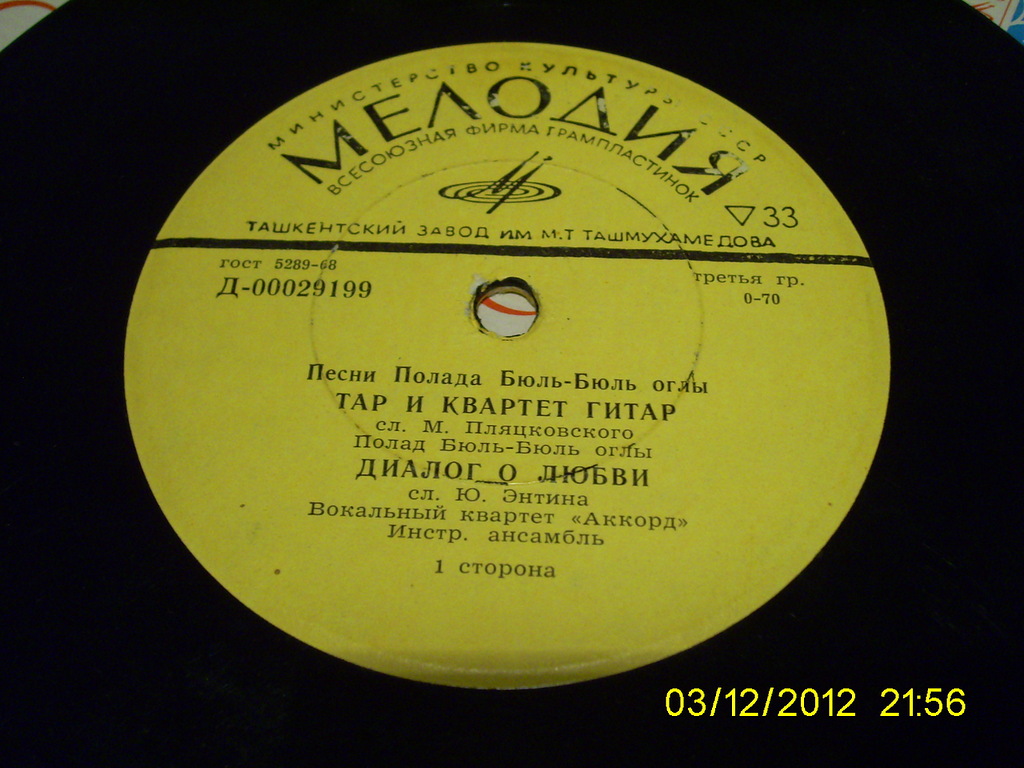 МИНИСТЕРСТВО КУЛЬТУРЫ СССР
МЕЛОДИЯ
ВСЕСОЮЗНАЯ ФИРМА ГРАМПЛАСТИНОК
▽33
ТАШКЕНТСКИЙ ЗАВОД ИМ М.Т ТАШМУХАМЕДОВА
гост 5289-68
Д-00029199
третья гр.
0-70
Песни Полада Бюль-Бюль оглы
ТАР И КВАРТЕТ ГИТАР
сл. М. Пляцковского
Полад Бюль-Бюль оглы
ДИАЛОГ О ЛЮБВИ
сл. Ю. Энтина
Вокальный квартет «Аккорд»
Инстр. ансамбль
1 сторона
03/12/2012 21:56